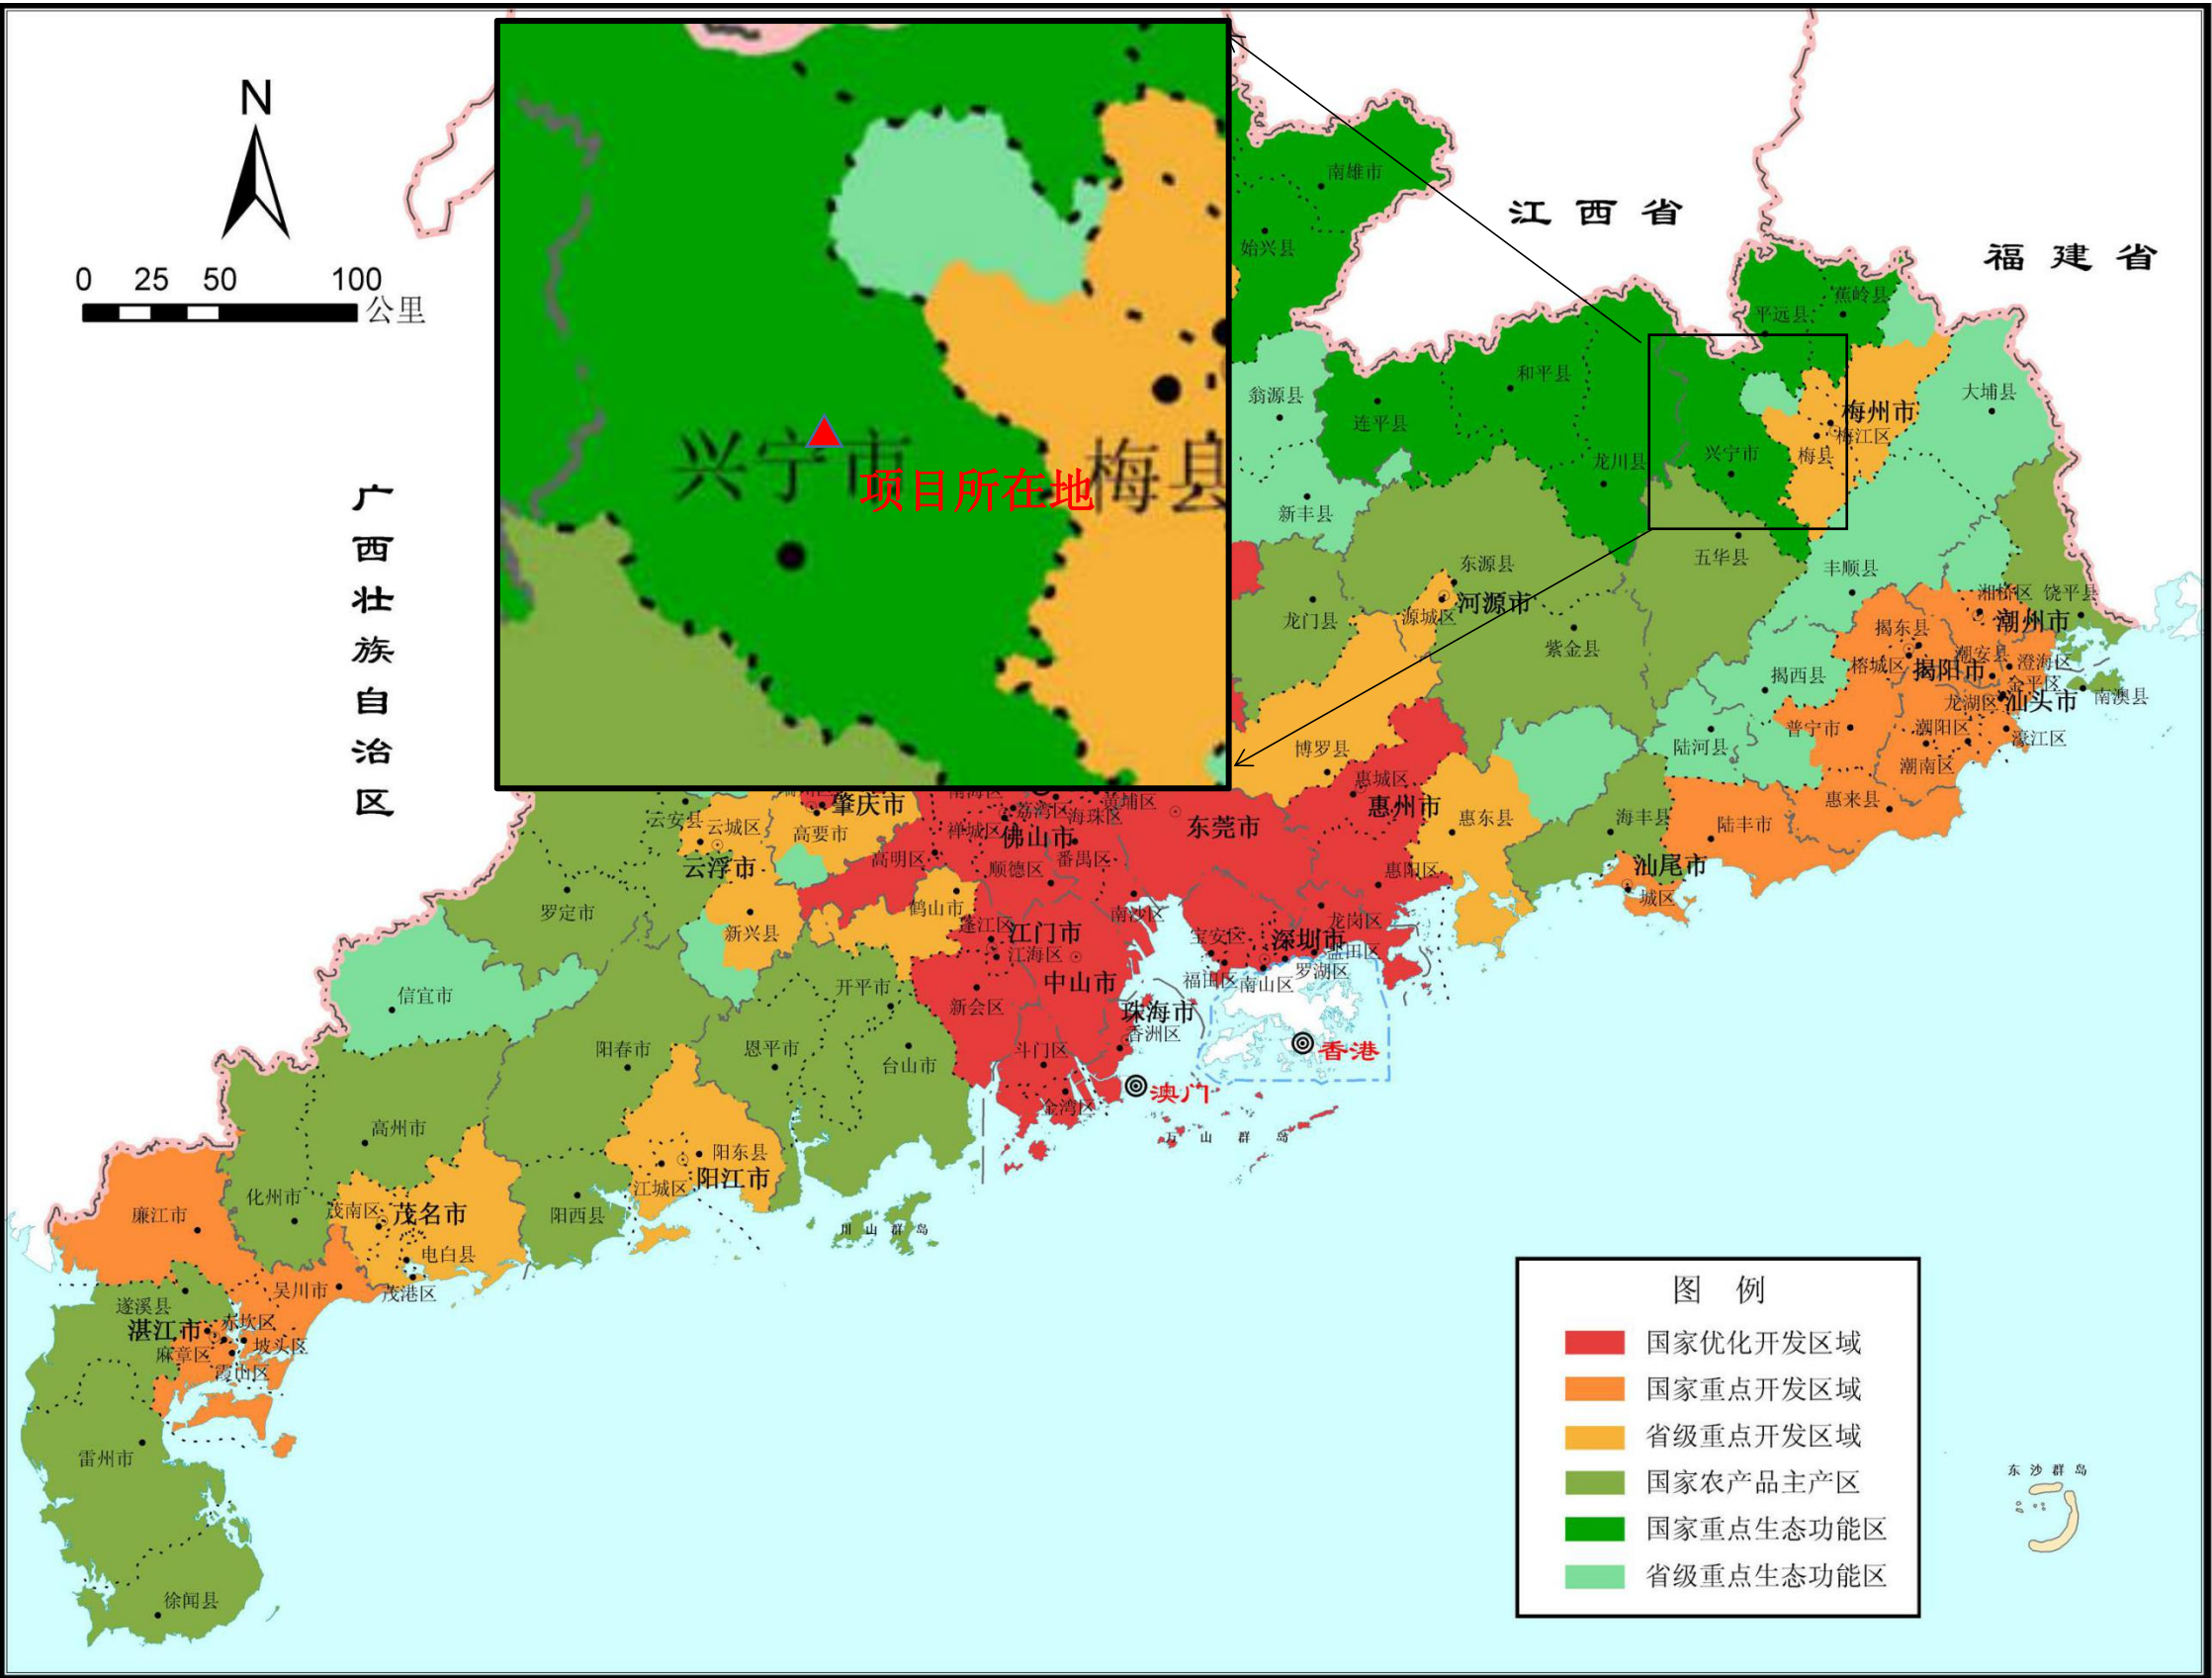 N
0 25 50 100
公里
江西省
福建省
广西壮族自治区
兴宁市
梅县
项目所在地
南雄市
始兴县
翁源县
连平县
和平县
龙川县
新丰县
平远县
蕉岭县
兴宁市
梅州市
梅江区
梅县
大埔县
五华县
丰顺县
东源县
河源市
源城区
紫金县
龙门县
博罗县
湘桥区
饶平县
潮州市
揭东县
潮安县
榕城区
揭阳市
澄海区
金平区
龙湖区
汕头市
南澳县
揭西县
普宁市
潮阳区
濠江区
潮南区
陆河县
惠来县
惠城区
惠州市
惠东县
海丰县
陆丰市
汕尾市
城区
惠阳区
云安县
云城区
云浮市
肇庆市
高要市
南海区
荔湾区
海珠区
黄埔区
禅城区
佛山市
东莞市
高明区
顺德区
番禺区
罗定市
新兴县
鹤山市
蓬江区
江门市
江海区
南沙区
中山市
宝安区
深圳市
龙岗区
盐田区
福田区
南山区
罗湖区
信宜市
开平市
新会区
珠海市
香洲区
香港
阳春市
恩平市
台山市
斗门区
金湾区
澳门
万山群岛
高州市
阳东县
江城区
阳江市
化州市
茂南区
茂名市
阳西县
电白县
茂港区
川山群岛
廉江市
吴川市
遂溪县
湛江市
赤坎区
坡头区
麻章区
霞山区
雷州市
徐闻县
东沙群岛
图 例
国家优化开发区域
国家重点开发区域
省级重点开发区域
国家农产品主产区
国家重点生态功能区
省级重点生态功能区